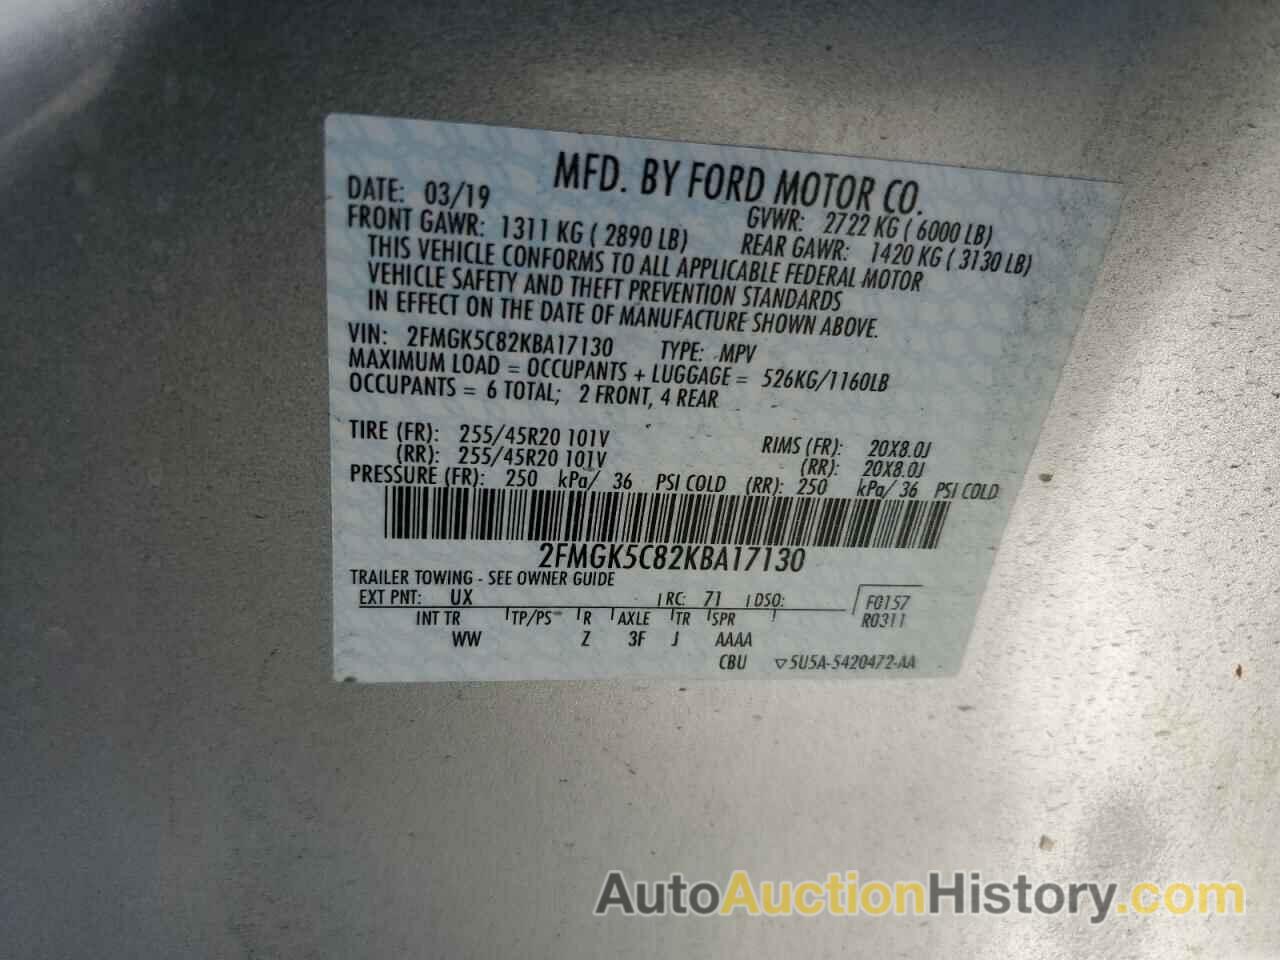 MFD. BY FORD MOTOR CO.
DATE: 03/19 GVWR: 2722 KG ( 6000 LB)
FRONT GAWR: 1311 KG ( 2890 LB) REAR GAWR: 1420 KG ( 3130 LB)
THIS VEHICLE CONFORMS TO ALL APPLICABLE FEDERAL MOTOR
VEHICLE SAFETY AND THEFT PREVENTION STANDARDS
IN EFFECT ON THE DATE OF MANUFACTURE SHOWN ABOVE.
VIN: 2FMGK5C82KBA17130 TYPE: MPV
MAXIMUM LOAD = OCCUPANTS + LUGGAGE = 526KG/1160LB
OCCUPANTS = 6 TOTAL; 2 FRONT, 4 REAR
TIRE (FR): 255/45R20 101V RIMS (FR): 20X8.0J
(RR): 255/45R20 101V (RR): 20X8.0J
PRESSURE (FR): 250 kPa/ 36 PSI COLD (RR): 250 kPa/ 36 PSI COLD
2FMGK5C82KBA17130
TRAILER TOWING - SEE OWNER GUIDE
EXT PNT: UX RC: 71 DSO: F0157
INT TR TP/PS R AXLE TR SPR R0311
WW Z 3F J AAAA
CBU ▽5U5A-5420472-AA
AutoAuctionHistory.com